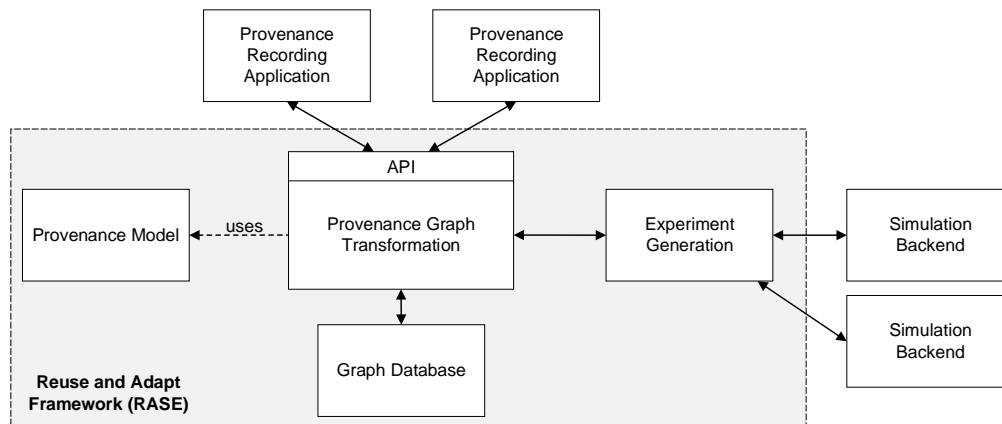 Provenance
Recording
Application
Provenance
Recording
Application
API
Provenance Model
uses
Provenance Graph
Transformation
Experiment
Generation
Simulation
Backend
Simulation
Backend
Graph Database
Reuse and Adapt
Framework (RASE)